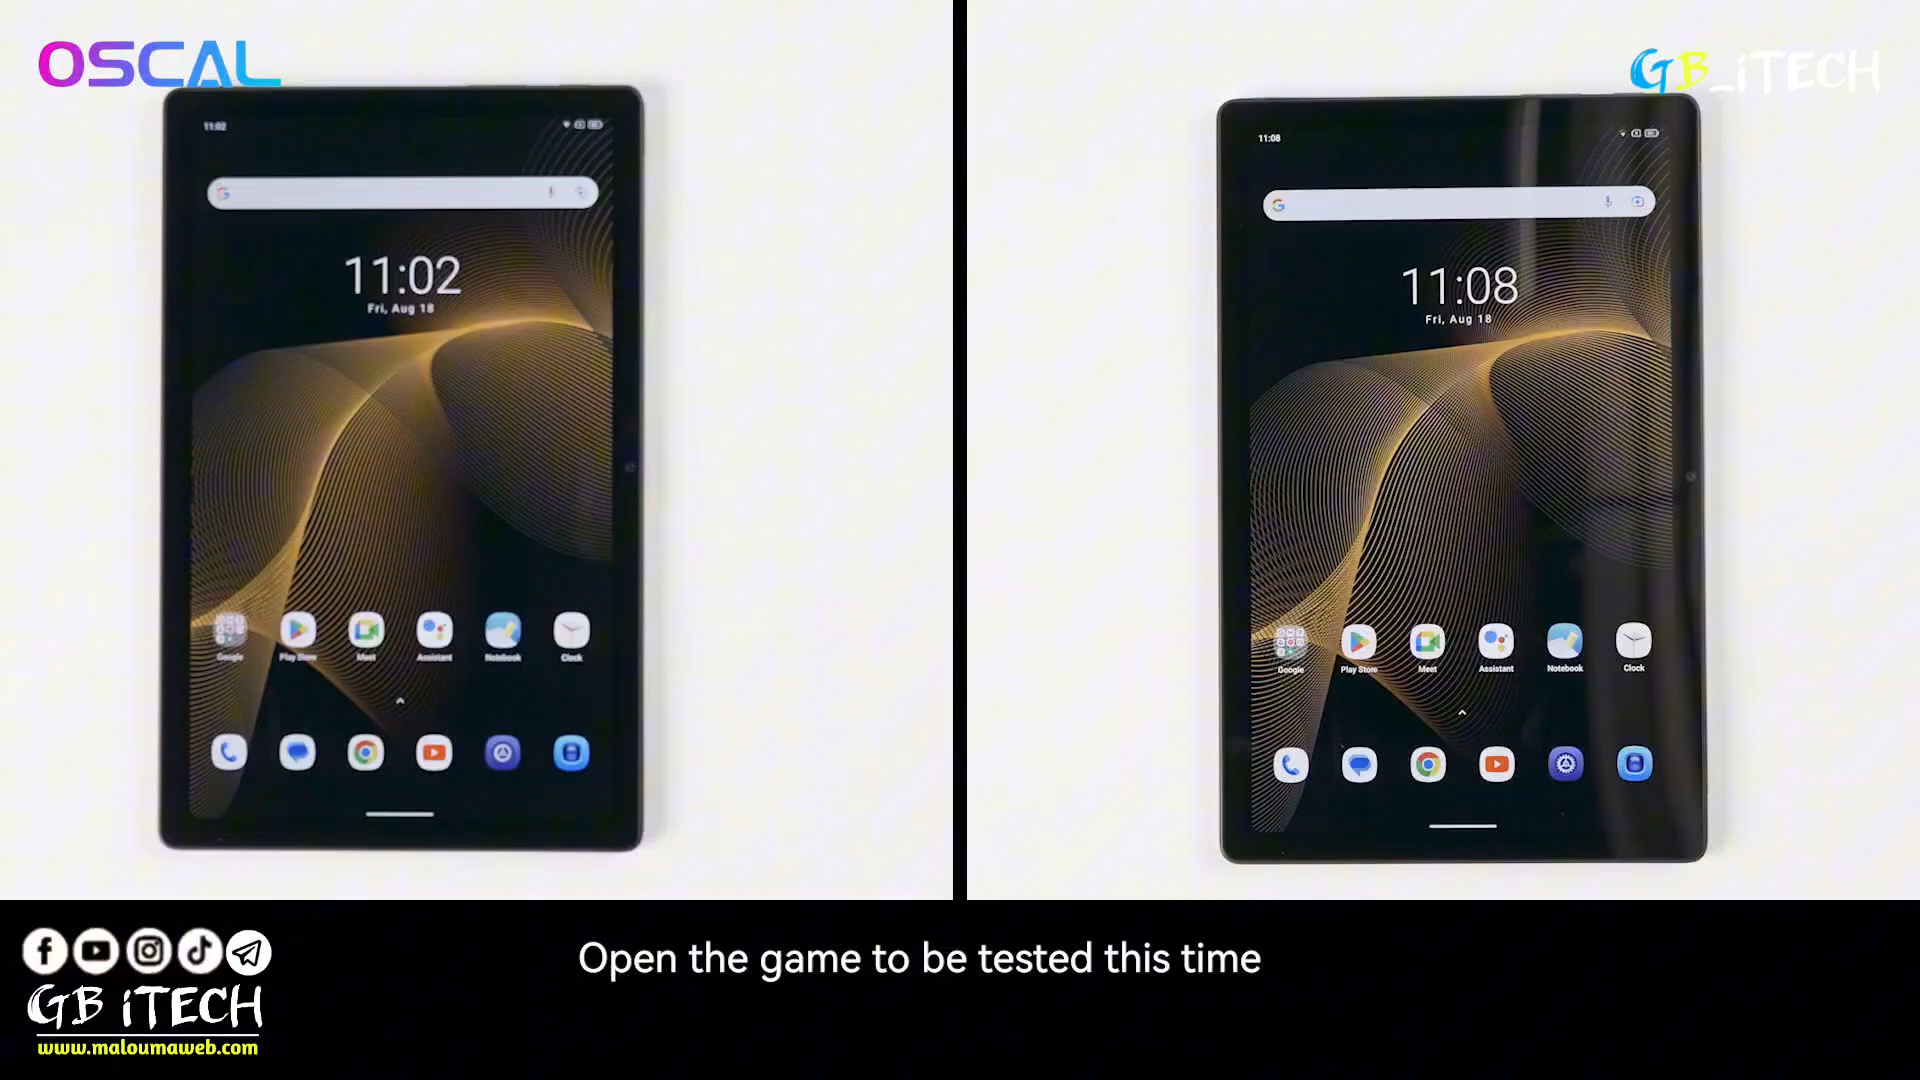 OSCAL
GB_iTECH
11:02
11:02
Fri, Aug 18
Google
Play Store
Meet
Assistant
Notebook
Clock
11:08
11:08
Fri, Aug 18
Google
Play Store
Meet
Assistant
Notebook
Clock
Open the game to be tested this time
GB iTECH
www.maloumaweb.com